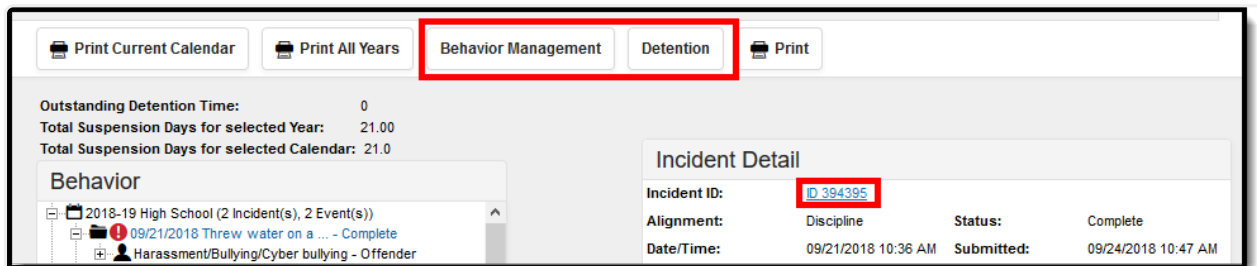 Print Current Calendar Print All Years Behavior Management Detention Print
Outstanding Detention Time: 0
Total Suspension Days for selected Year: 21.00
Total Suspension Days for selected Calendar: 21.0
Behavior
2018-19 High School (2 Incident(s), 2 Event(s))
09/21/2018 Threw water on a ... - Complete
Harassment/Bullying/Cyber bullying - Offender
Incident Detail
Incident ID: ID 394395
Alignment: Discipline Status: Complete
Date/Time: 09/21/2018 10:36 AM Submitted: 09/24/2018 10:47 AM